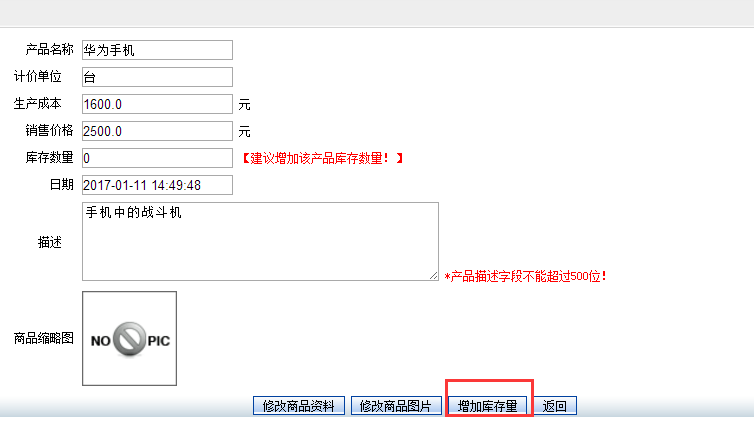 产品名称 华为手机
计价单位 台
生产成本 1600.0 元
销售价格 2500.0 元
库存数量 0 【建议增加该产品库存数量！】
日期 2017-01-11 14:49:48
描述 手机中的战斗机
*产品描述字段不能超过500位！
商品缩略图 NO PIC
修改商品资料 修改商品图片 增加库存量 返回